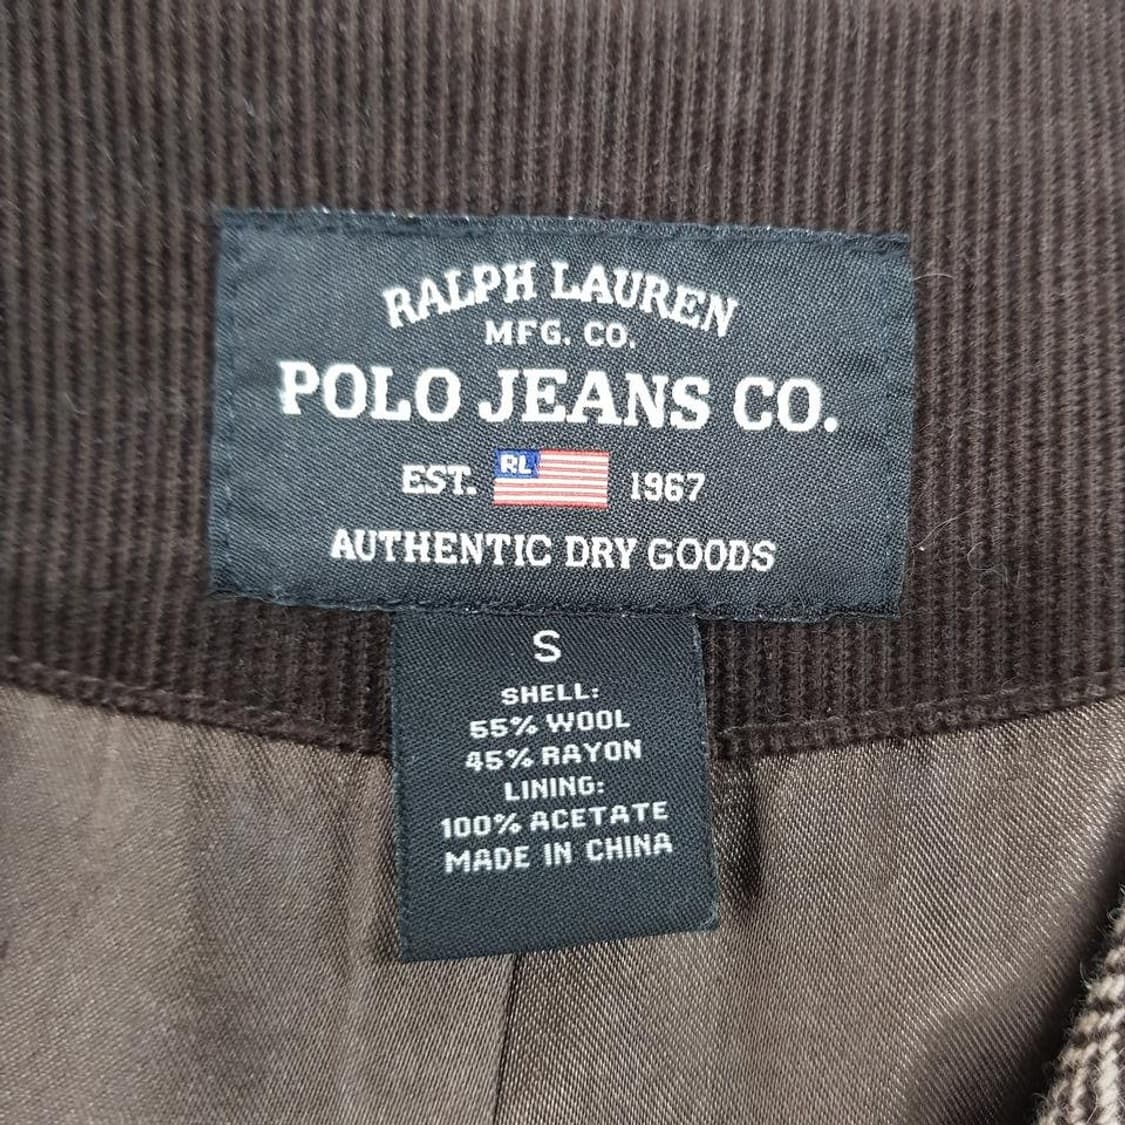 RALPH LAUREN
MFG. CO.
POLO JEANS CO.
EST. RL 1967
AUTHENTIC DRY GOODS
S
SHELL:
55% WOOL
45% RAYON
LINING:
100% ACETATE
MADE IN CHINA